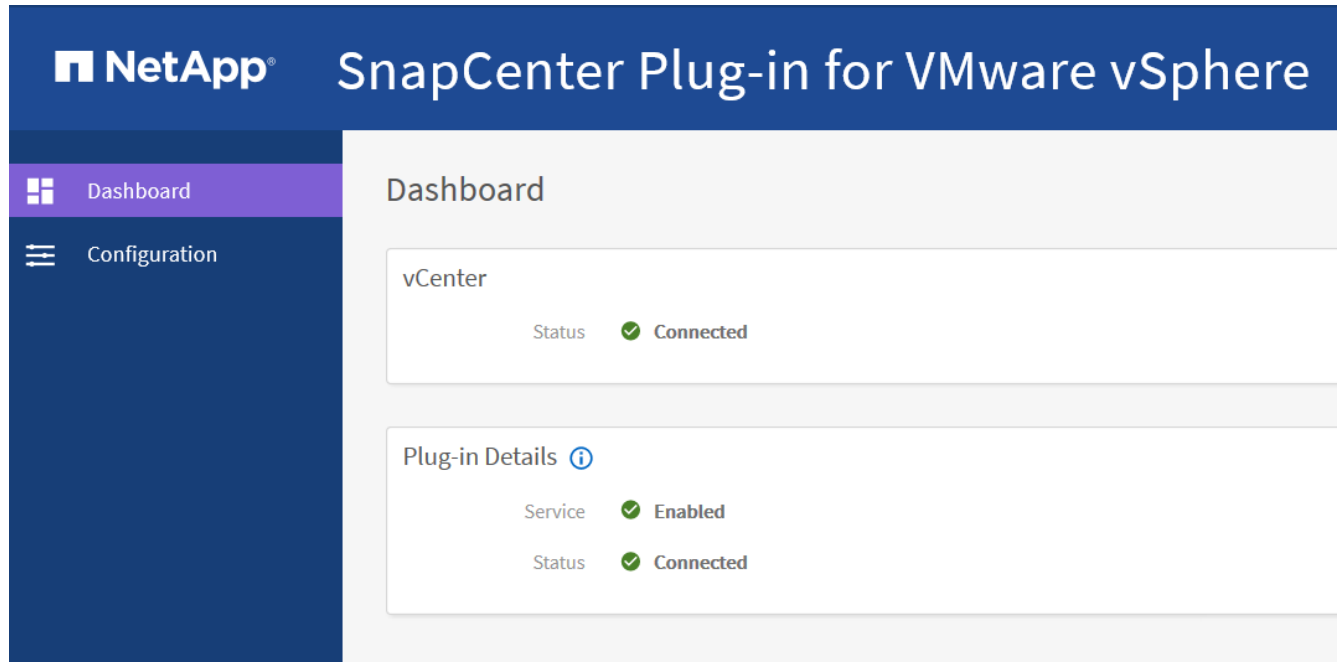 NetApp® SnapCenter Plug-in for VMware vSphere
Dashboard
Configuration
Dashboard
vCenter
Status Connected
Plug-in Details
Service Enabled
Status Connected